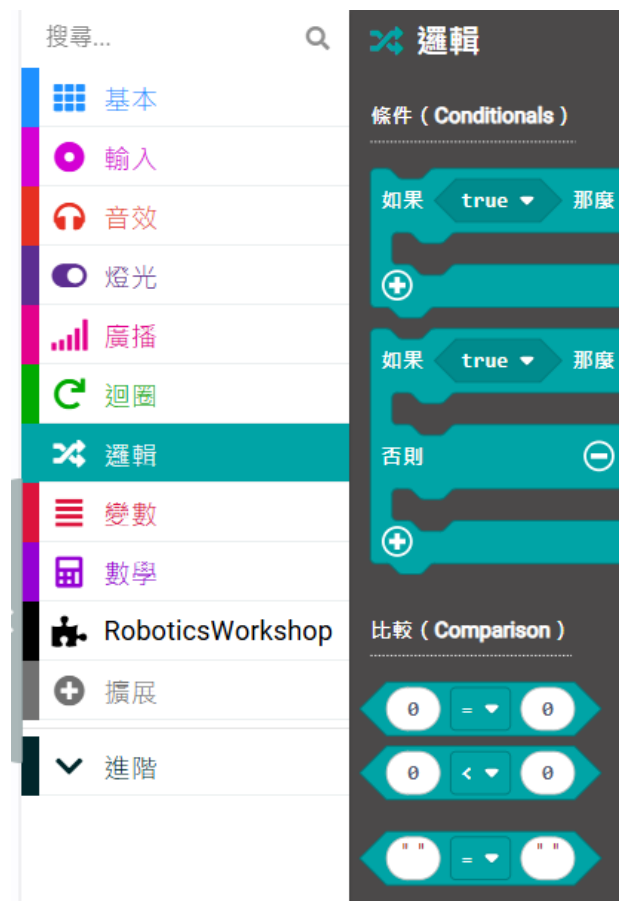 搜尋...
基本
輸入
音效
燈光
廣播
迴圈
邏輯
變數
數學
RoboticsWorkshop
擴展
進階
邏輯
條件（Conditionals）
如果 true 那麼
如果 true 那麼
否則
比較（Comparison）
0 = 0
0 < 0
" " = " "